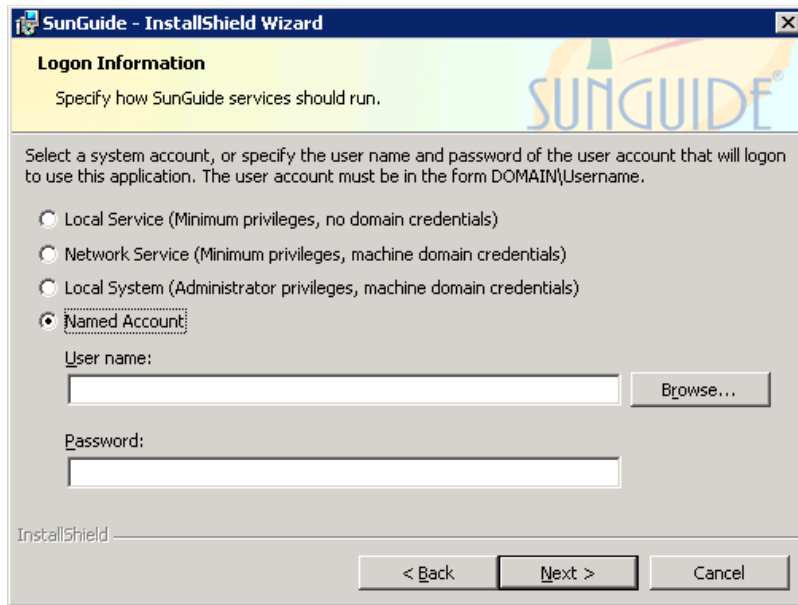 SunGuide - InstallShield Wizard
Logon Information
Specify how SunGuide services should run.
SUNGUIDE®
Select a system account, or specify the user name and password of the user account that will logon
to use this application. The user account must be in the form DOMAIN\Username.
Local Service (Minimum privileges, no domain credentials)
Network Service (Minimum privileges, machine domain credentials)
Local System (Administrator privileges, machine domain credentials)
Named Account
User name:
Browse...
Password:
InstallShield
< Back
Next >
Cancel